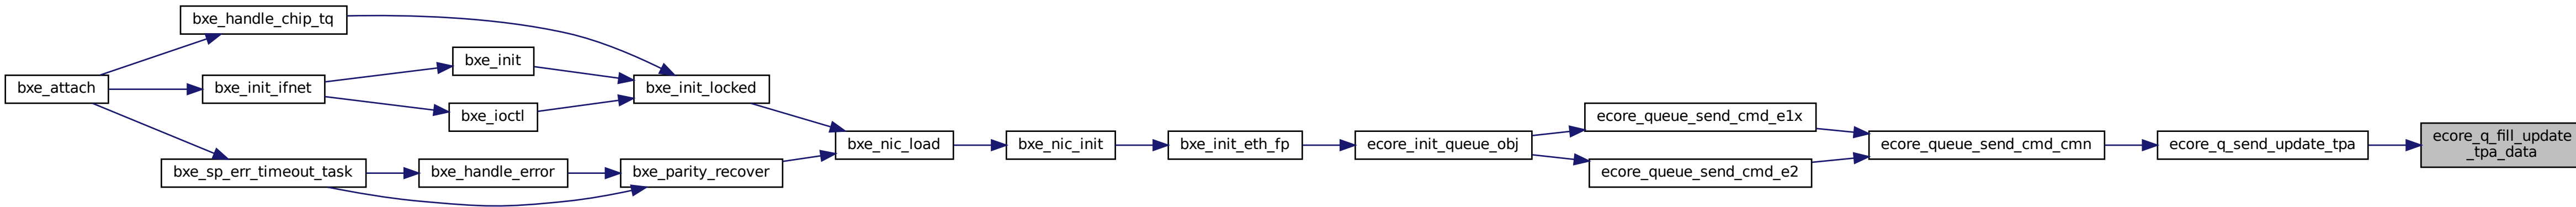 bxe_attach
bxe_handle_chip_tq
bxe_init_ifnet
bxe_sp_err_timeout_task
bxe_init
bxe_ioctl
bxe_handle_error
bxe_init_locked
bxe_parity_recover
bxe_nic_load
bxe_nic_init
bxe_init_eth_fp
ecore_init_queue_obj
ecore_queue_send_cmd_e1x
ecore_queue_send_cmd_e2
ecore_queue_send_cmd_cmn
ecore_q_send_update_tpa
ecore_q_fill_update
_tpa_data